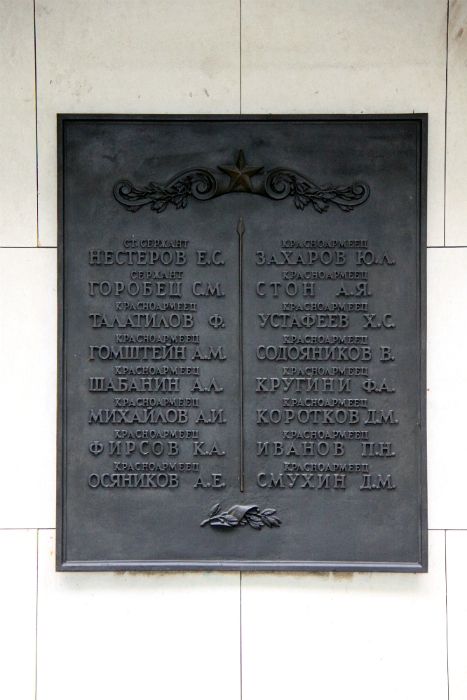 СТ. СЕРЖАНТ
НЕСТЕРОВ Е.С.
СЕРЖАНТ
ГОРОБЕЦ С.М.
КРАСНОАРМЕЕЦ
ТАЛАТИЛОВ Ф.
КРАСНОАРМЕЕЦ
ГОМШТЕЙН А.М.
КРАСНОАРМЕЕЦ
ШАБАНИН А.Л.
КРАСНОАРМЕЕЦ
МИХАЙЛОВ А.И.
КРАСНОАРМЕЕЦ
ФИРСОВ К.А.
КРАСНОАРМЕЕЦ
ОСЯНИКОВ А.Е.
КРАСНОАРМЕЕЦ
ЗАХАРОВ Ю.Л.
КРАСНОАРМЕЕЦ
СТОН А.Я.
КРАСНОАРМЕЕЦ
УСТАФЕЕВ Х.С.
КРАСНОАРМЕЕЦ
СОДОЯНИКОВ В.
КРАСНОАРМЕЕЦ
КРУГИНИ Ф.А.
КРАСНОАРМЕЕЦ
КОРОТКОВ Д.М.
КРАСНОАРМЕЕЦ
ИВАНОВ П.Н.
КРАСНОАРМЕЕЦ
СМУХИН Д.М.